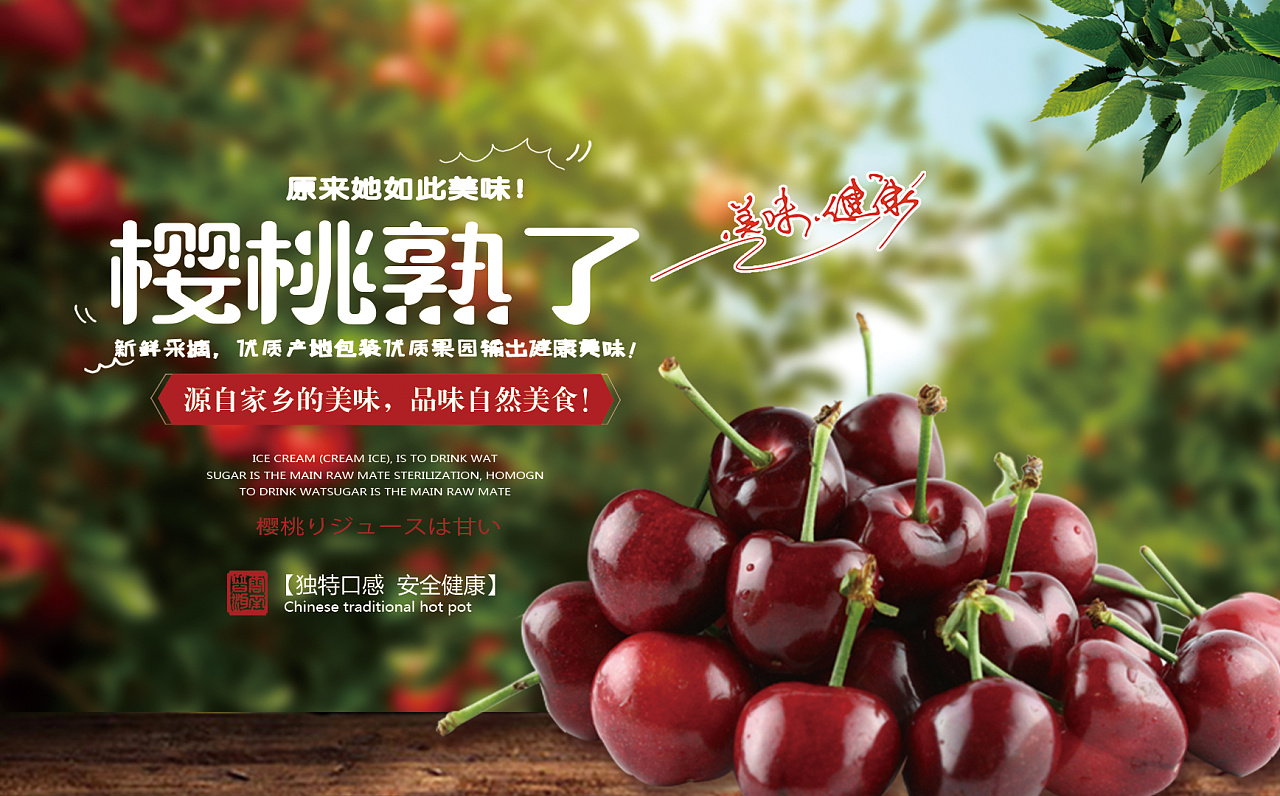 原来她如此美味！
樱桃熟了
美味·健康
新鲜采摘，优质产地包装优质果园输出健康美味！
源自家乡的美味，品味自然美食！
ICE CREAM (CREAM ICE), IS TO DRINK WAT
SUGAR IS THE MAIN RAW MATE STERILIZATION, HOMOGN
TO DRINK WATSUGAR IS THE MAIN RAW MATE
樱桃りジュースは甘い
【独特口感 安全健康】
Chinese traditional hot pot